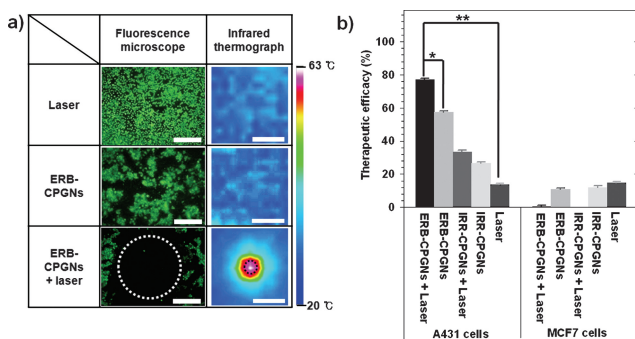 a)
Fluorescence
microscope
Infrared
thermograph
63 ℃
Laser
ERB-
CPGNs
ERB-
CPGNs
+ laser
20 ℃
b)
Therapeutic efficacy (%)
100
80
60
40
20
0
**
*
ERB-CPGNs + Laser
ERB-CPGNs
IRR-CPGNs + Laser
IRR-CPGNs
Laser
ERB-CPGNs + Laser
ERB-CPGNs
IRR-CPGNs + Laser
IRR-CPGNs
Laser
A431 cells
MCF7 cells